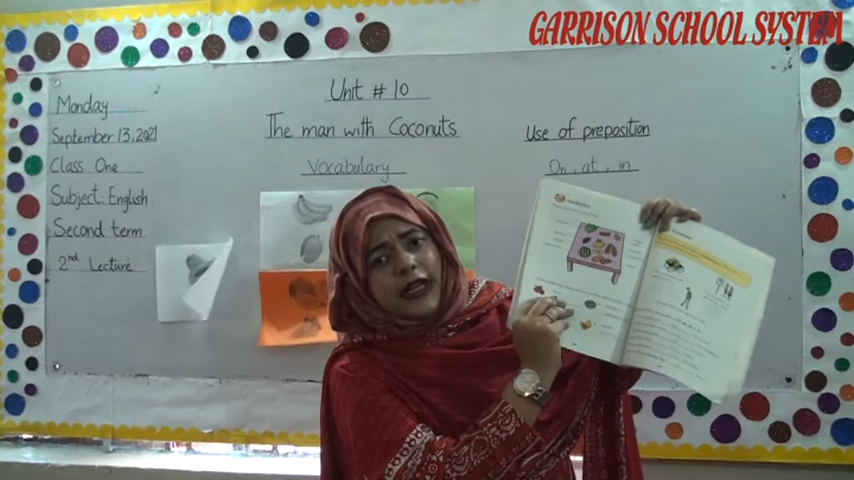 GARRISON SCHOOL SYSTEM
Monday
September 13, 2021
Class One
Subject: English
Second term
2nd Lecture
Unit # 10
The man with Coconuts
Vocabulary
Use of preposition
On , at , in
Vocabulary